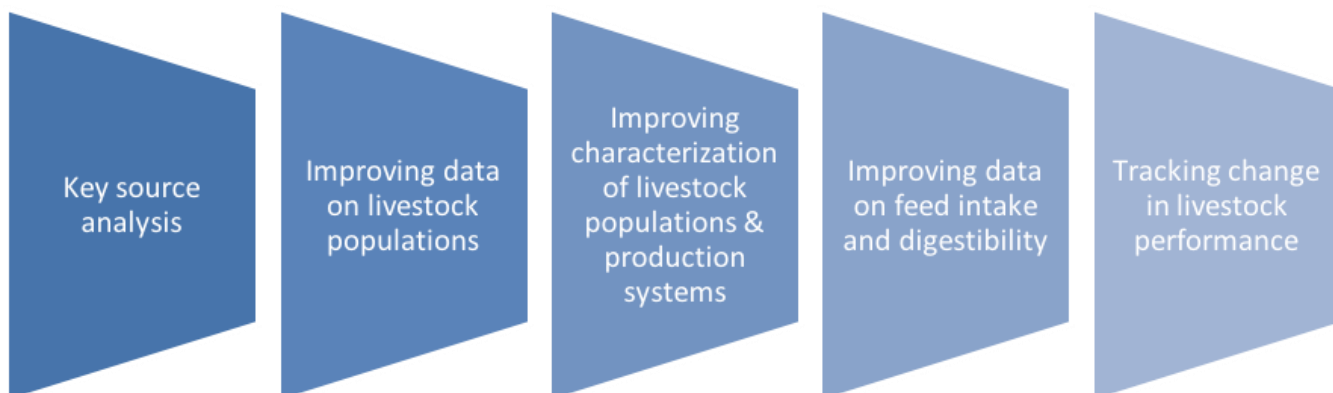 Key source
analysis
Improving data
on livestock
populations
Improving
characterization
of livestock
populations &
production
systems
Improving data
on feed intake
and digestibility
Tracking change
in livestock
performance